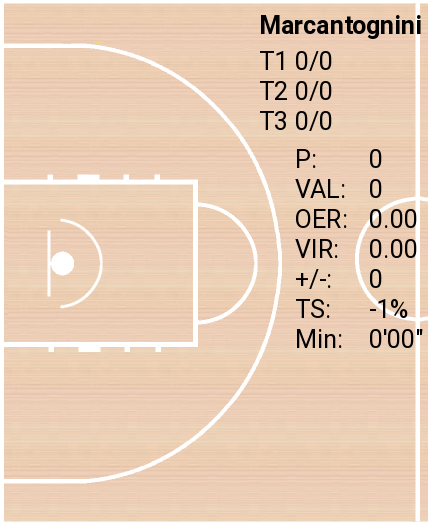 Marcantognini
T1 0/0
T2 0/0
T3 0/0
P: 0
VAL: 0
OER: 0.00
VIR: 0.00
+/-: 0
TS: -1%
Min: 0'00"